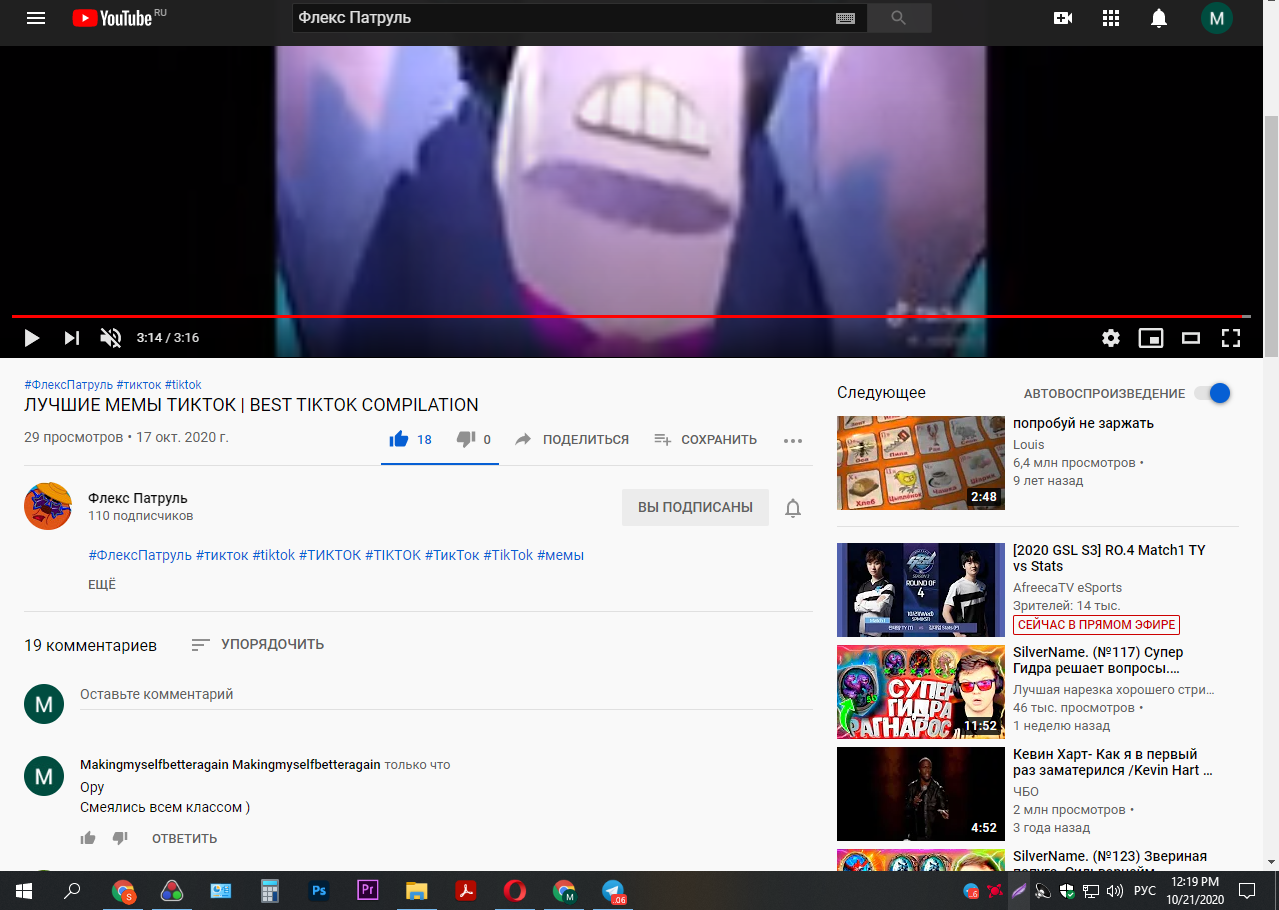 YouTube RU
Флекс Патруль
M
3:14 / 3:16
#ФлексПатруль #тикток #tiktok
ЛУЧШИЕ МЕМЫ ТИКТОК | BEST TIKTOK COMPILATION
29 просмотров • 17 окт. 2020 г.
18
0
ПОДЕЛИТЬСЯ
СОХРАНИТЬ
Флекс Патруль
110 подписчиков
ВЫ ПОДПИСАНЫ
#ФлексПатруль #тикток #tiktok #ТИКТОК #TIKTOK #ТикТок #TikTok #мемы
ЕЩЁ
19 комментариев
УПОРЯДОЧИТЬ
M
Оставьте комментарий
M
Makingmyselfbetteragain Makingmyselfbetteragain только что
Ору
Смеялись всем классом )
ОТВЕТИТЬ
Следующее
АВТОВОСПРОИЗВЕДЕНИЕ
Хлеб
Цыплёнок
Чашка
2:48
попробуй не заржать
Louis
6,4 млн просмотров •
9 лет назад
GSL
ROUND OF
4
[2020 GSL S3] RO.4 Match1 TY
vs Stats
AfreecaTV eSports
Зрителей: 14 тыс.
СЕЙЧАС В ПРЯМОМ ЭФИРЕ
СУПЕР
ГИДРА
РАГНАРОС
11:52
SilverName. (№117) Супер
Гидра решает вопросы....
Лучшая нарезка хорошего стри...
46 тыс. просмотров •
1 неделю назад
4:52
Кевин Харт- Как я в первый
раз заматерился /Kevin Hart ...
ЧБО
2 млн просмотров •
3 года назад
SilverName. (№123) Звериная
S
Ps
Pr
M
.06
РУС
12:19 PM
10/21/2020